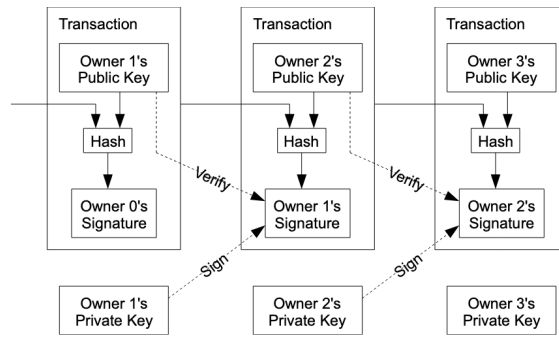 Transaction
Transaction
Transaction
Owner 1's
Public Key
Owner 2's
Public Key
Owner 3's
Public Key
Hash
Hash
Hash
Verify
Verify
Owner 0's
Signature
Owner 1's
Signature
Owner 2's
Signature
Sign
Sign
Owner 1's
Private Key
Owner 2's
Private Key
Owner 3's
Private Key